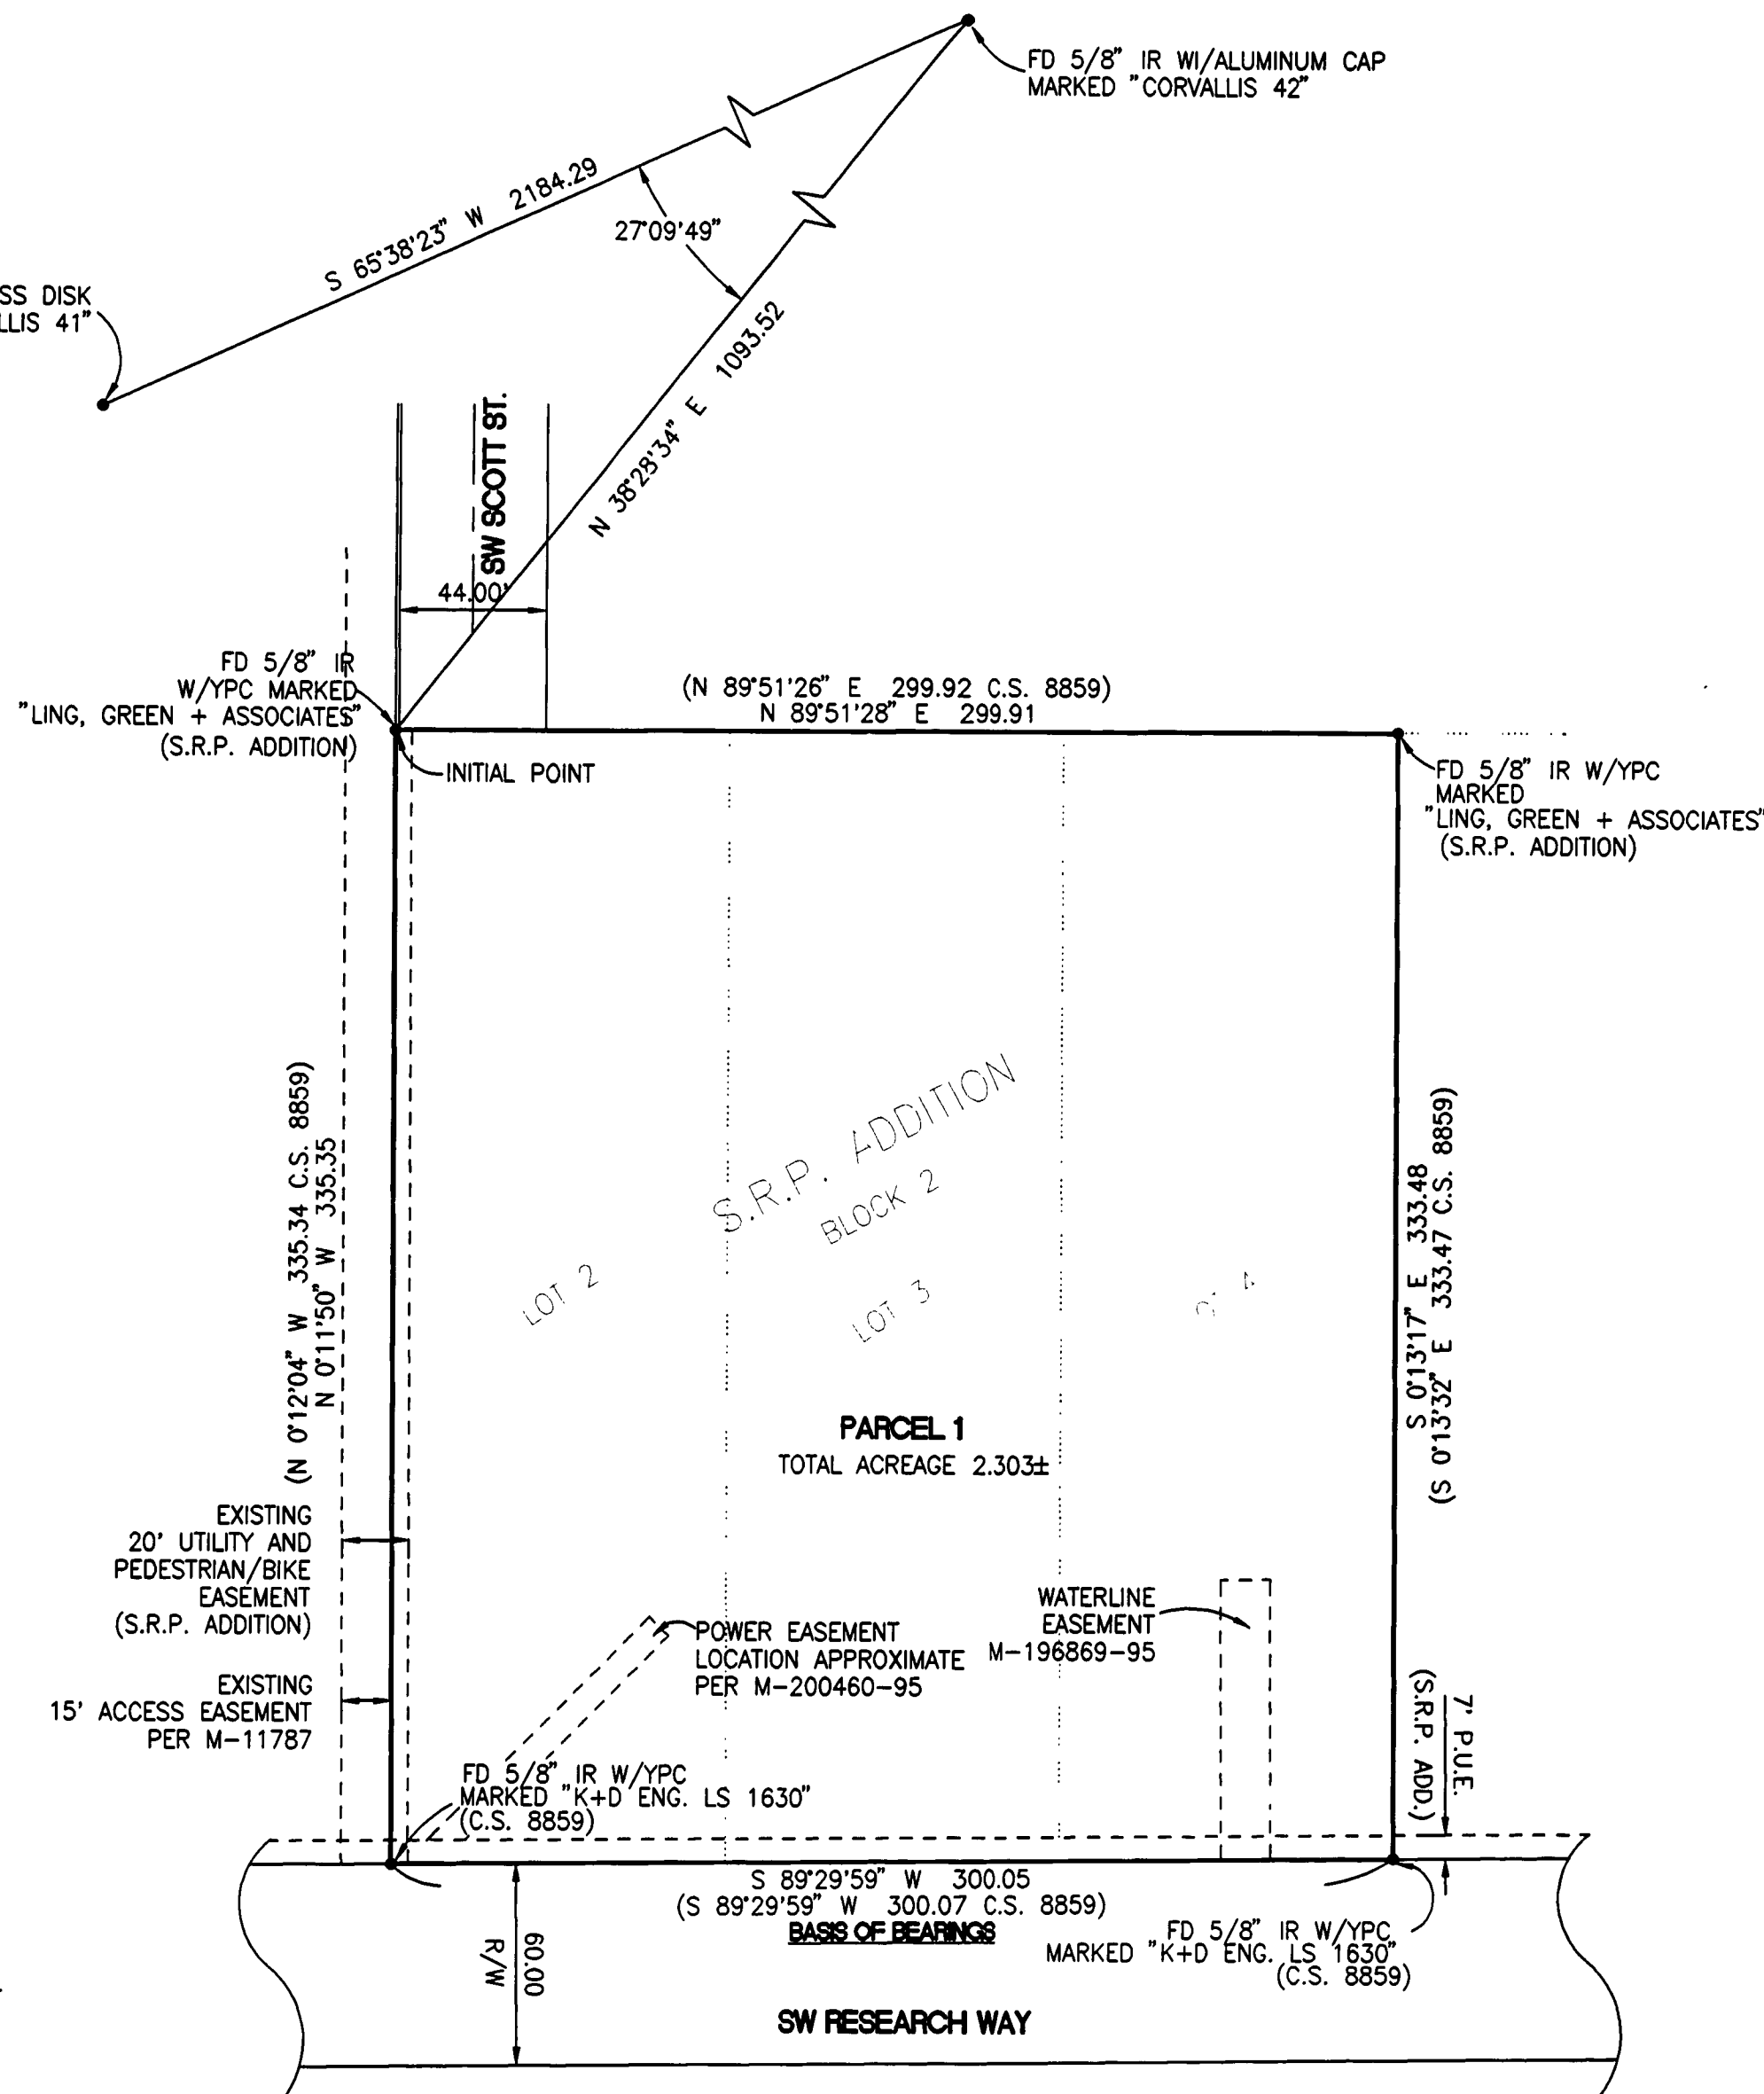 FD 5/8" IR WI/ALUMINUM CAP
MARKED "CORVALLIS 42"
S 65°38'23" W 2184.29
27°09'49"
SS DISK
LLIS 41"
N 38°28'34" E 1093.52
SW SCOTT ST.
44.00'
FD 5/8" IR
W/YPC MARKED
"LING, GREEN + ASSOCIATES"
(S.R.P. ADDITION)
INITIAL POINT
(N 89°51'26" E 299.92 C.S. 8859)
N 89°51'28" E 299.91
FD 5/8" IR W/YPC
MARKED
"LING, GREEN + ASSOCIATES"
(S.R.P. ADDITION)
(N 0°12'04" W 335.34 C.S. 8859)
N 0°11'50" W 335.35
S.R.P. ADDITION
BLOCK 2
LOT 2
LOT 3
4
S 0°13'17" E 333.48
(S 0°13'32" E 333.47 C.S. 8859)
PARCEL 1
TOTAL ACREAGE 2.303±
EXISTING
20' UTILITY AND
PEDESTRIAN/BIKE
EASEMENT
(S.R.P. ADDITION)
EXISTING
15' ACCESS EASEMENT
PER M-11787
POWER EASEMENT
LOCATION APPROXIMATE
PER M-200460-95
WATERLINE
EASEMENT
M-196869-95
7' P.U.E.
(S.R.P. ADD.)
FD 5/8" IR W/YPC
MARKED "K+D ENG. LS 1630"
(C.S. 8859)
S 89°29'59" W 300.05
(S 89°29'59" W 300.07 C.S. 8859)
BASIS OF BEARINGS
FD 5/8" IR W/YPC
MARKED "K+D ENG. LS 1630"
(C.S. 8859)
60.00
R/W
SW RESEARCH WAY